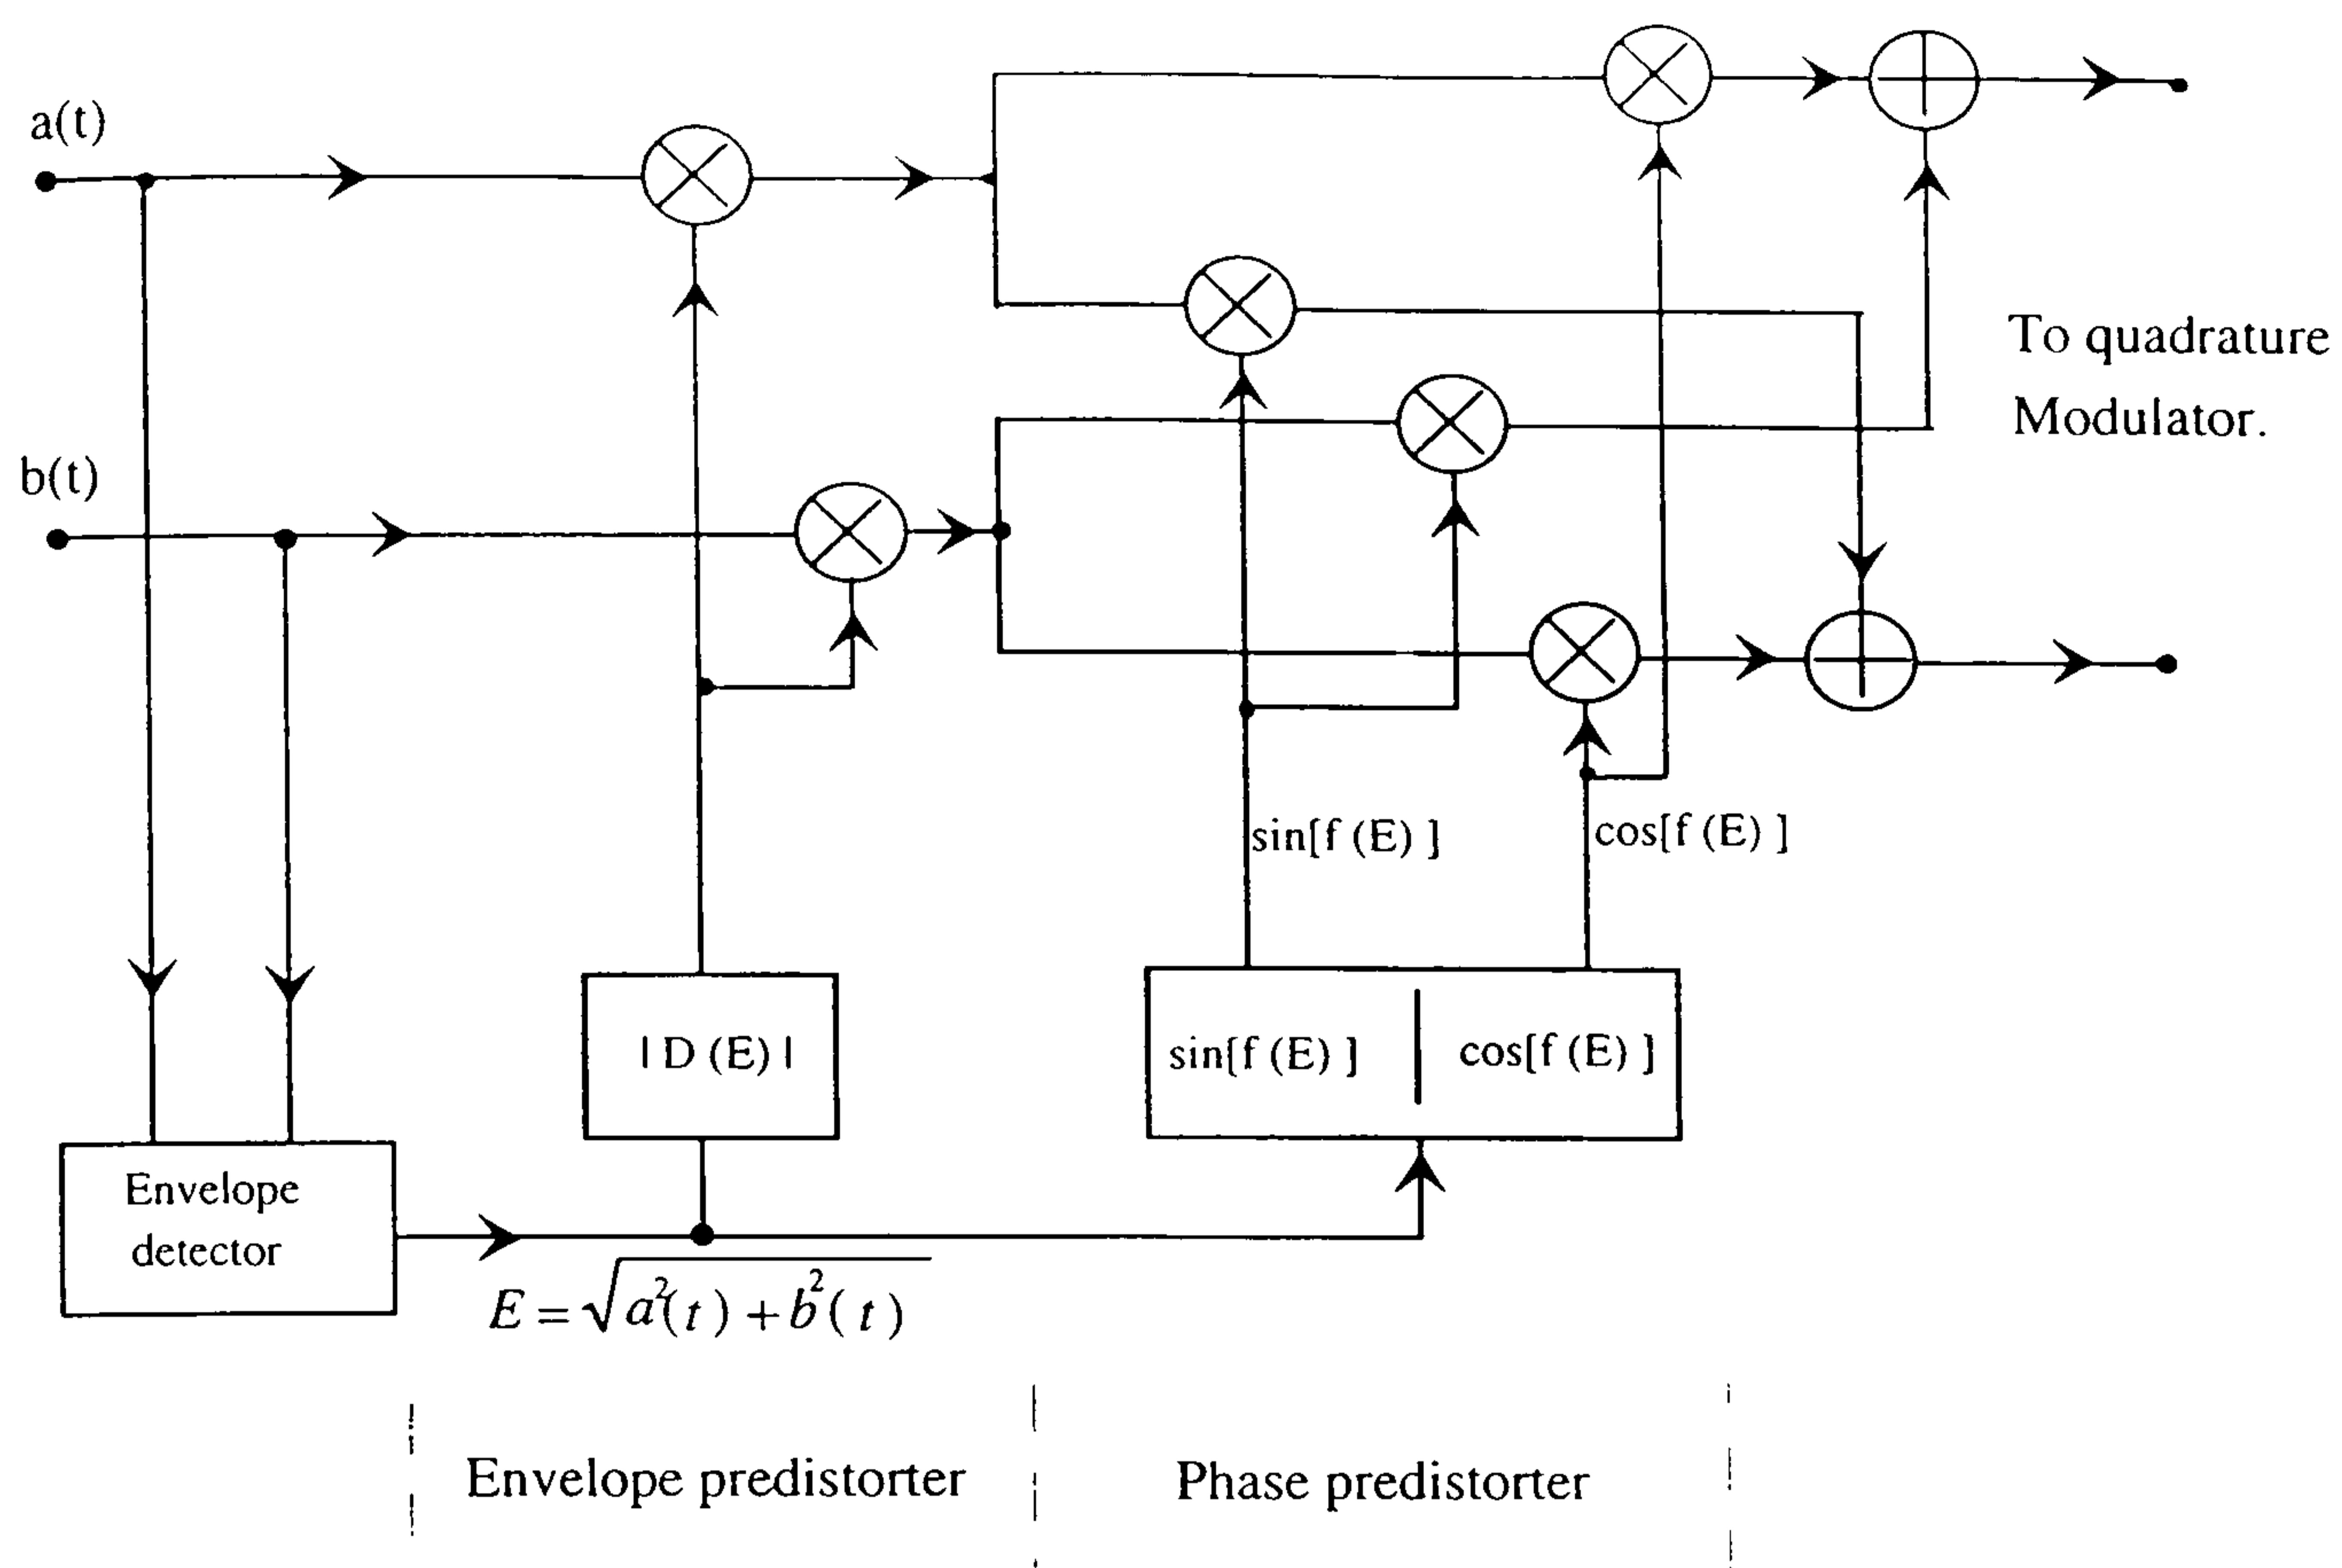 a(t)
b(t)
To quadrature
Modulator.
sin[f (E) ]
cos[f (E) ]
| D (E) |
sin[f (E) ]
cos[f (E) ]
Envelope
detector
E = √a²(t) + b²(t)
Envelope predistorter
Phase predistorter